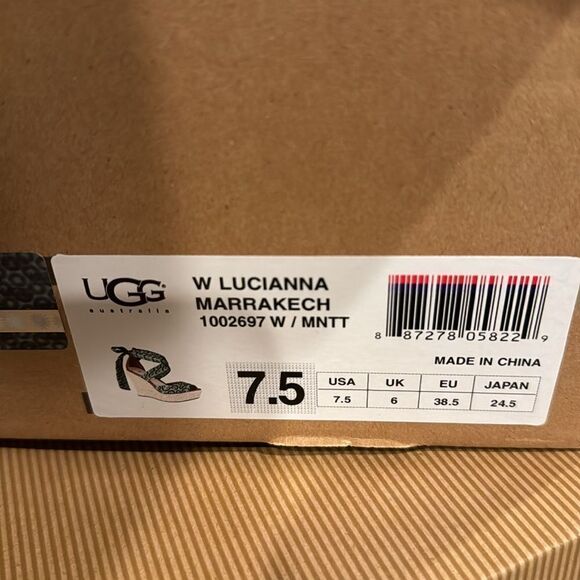 UGG
australia
W LUCIANNA
MARRAKECH
1002697 W / MNTT
8 87278 05822 9
MADE IN CHINA
7.5
USA UK EU JAPAN
7.5 6 38.5 24.5